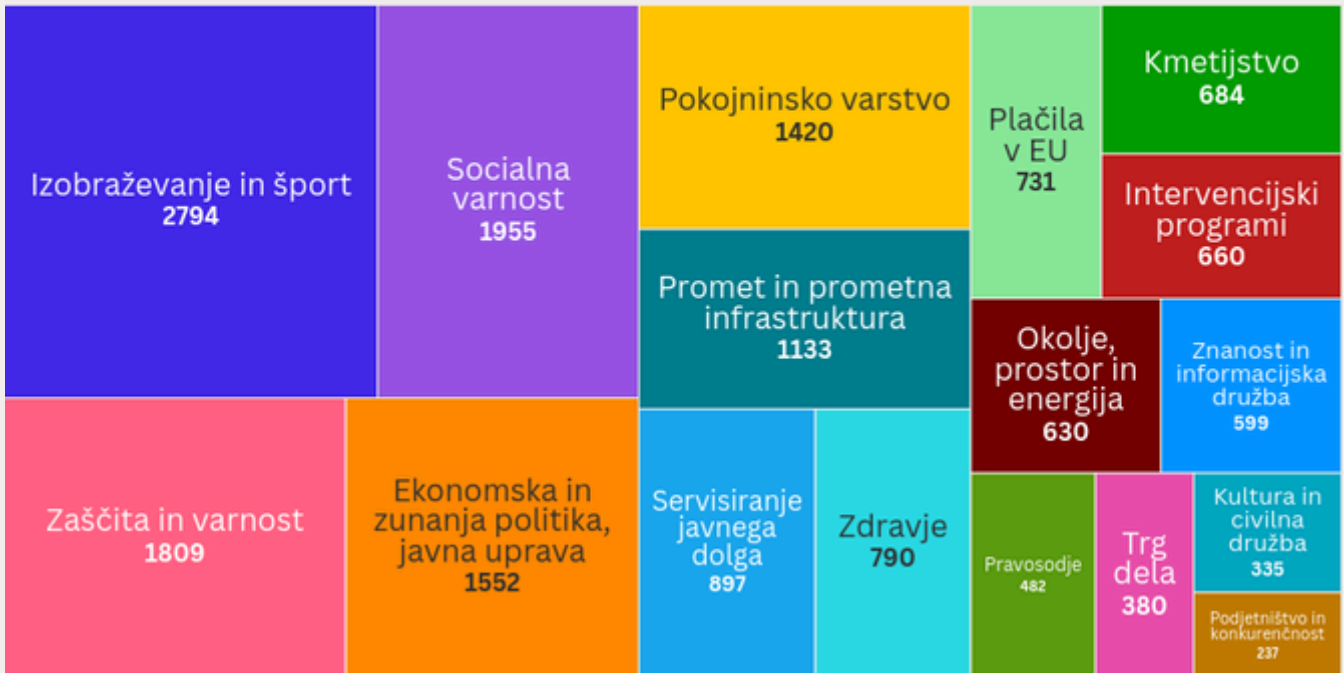 Izobraževanje in šport
2794
Socialna
varnost
1955
Pokojninsko varstvo
1420
Plačila
v EU
731
Kmetijstvo
684
Intervencijski
programi
660
Promet in prometna
infrastruktura
1133
Okolje,
prostor in
energija
630
Znanost in
informacijska
družba
599
Zaščita in varnost
1809
Ekonomska in
zunanja politika,
javna uprava
1552
Servisiranje
javnega
dolga
897
Zdravje
790
Pravosodje
482
Trg
dela
380
Kultura in
civilna
družba
335
Podjetništvo in
konkurenčnost
237